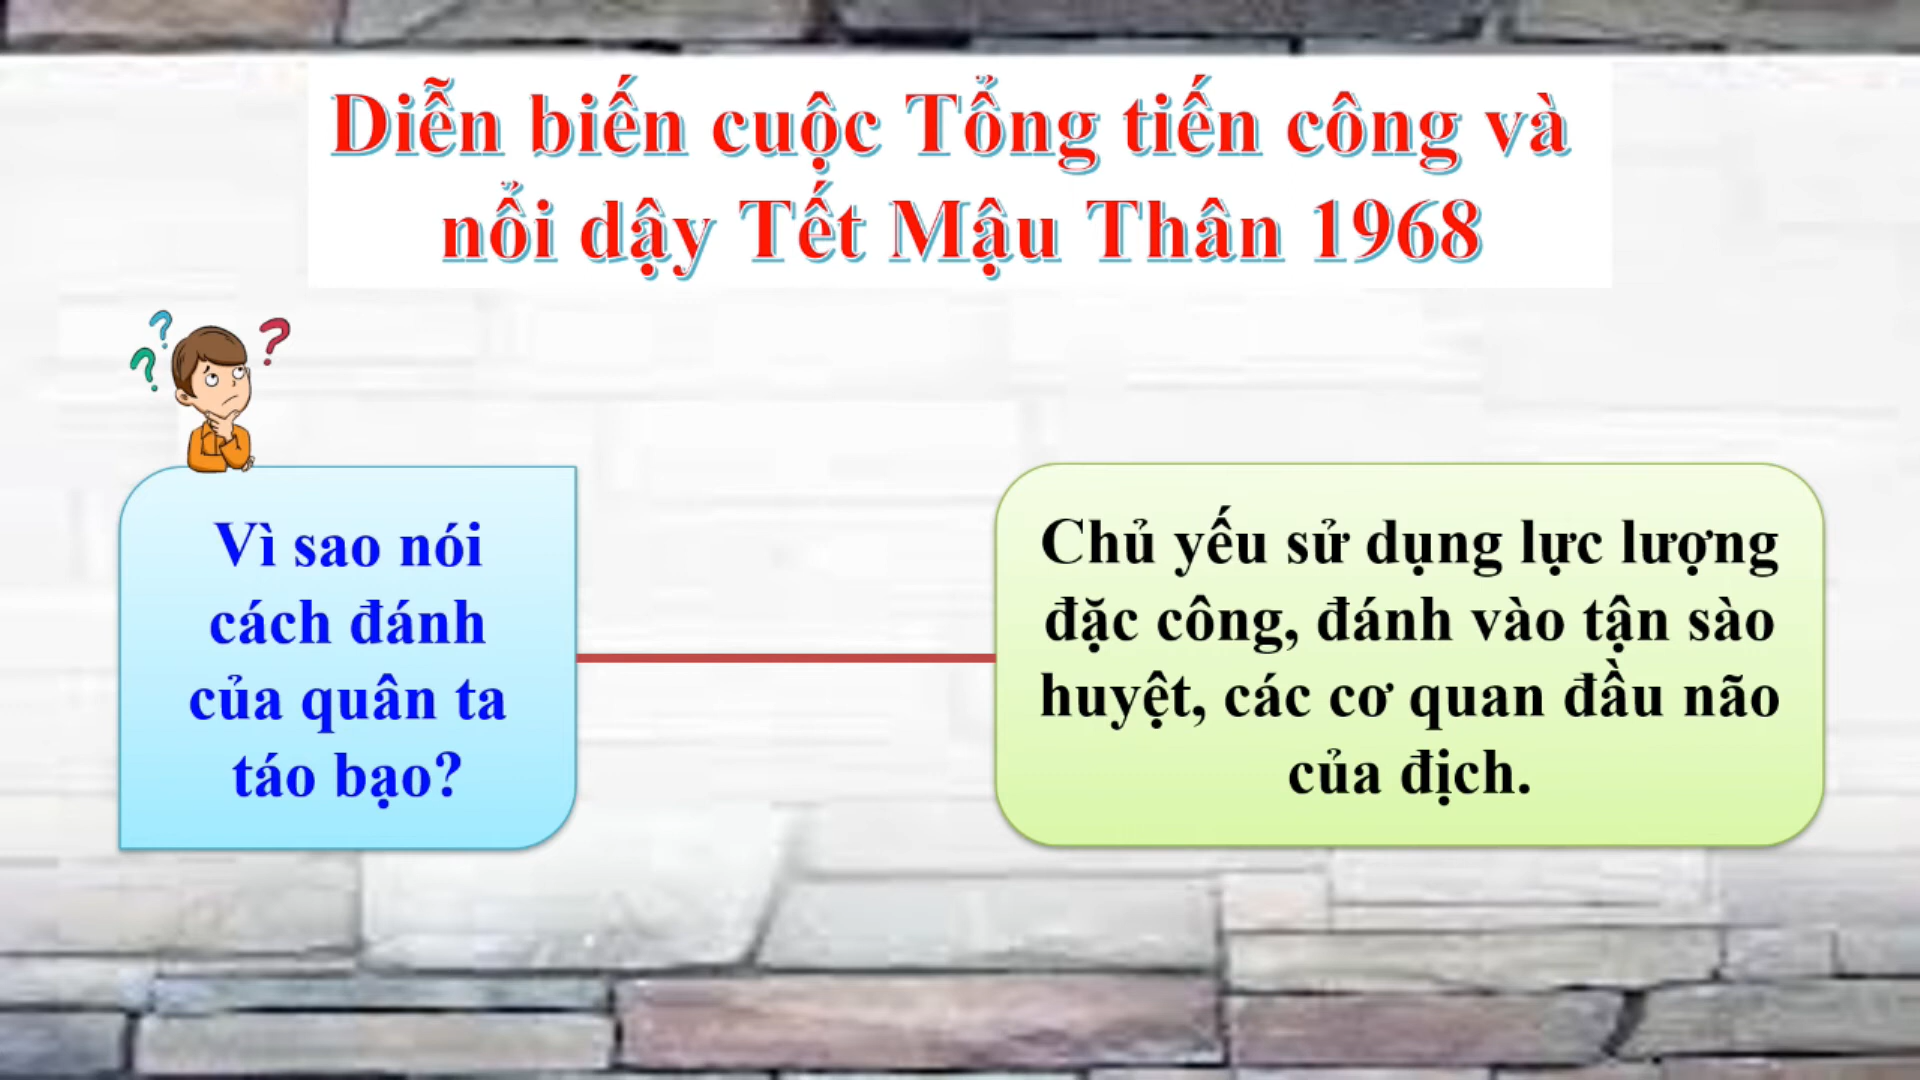 Diễn biến cuộc Tổng tiến công và
nổi dậy Tết Mậu Thân 1968
Vì sao nói
cách đánh
của quân ta
táo bạo?
Chủ yếu sử dụng lực lượng
đặc công, đánh vào tận sào
huyệt, các cơ quan đầu não
của địch.